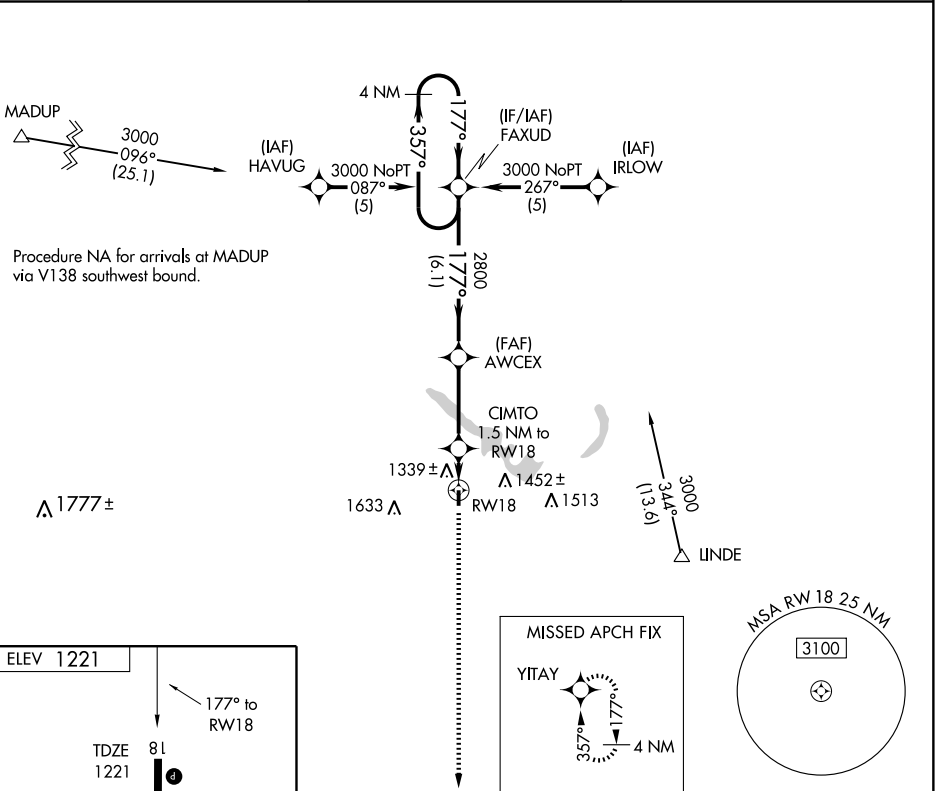 MADUP
3000
096°
(25.1)
4 NM
357°
177°
(IAF)
HAVUG
3000 NoPT
087°
(5)
(IF/IAF)
FAXUD
3000 NoPT
267°
(5)
(IAF)
IRLOW
Procedure NA for arrivals at MADUP
via V138 southwest bound.
2800
177°
(6.1)
(FAF)
AWCEX
CIMTO
1.5 NM to
RW18
1339±
1452±
1777±
1633
RW18
1513
3000
344°
(13.6)
LINDE
MISSED APCH FIX
YITAY
357°
177°
4 NM
MSA RW 18 25 NM
3100
ELEV 1221
177° to
RW18
TDZE
1221
18
P